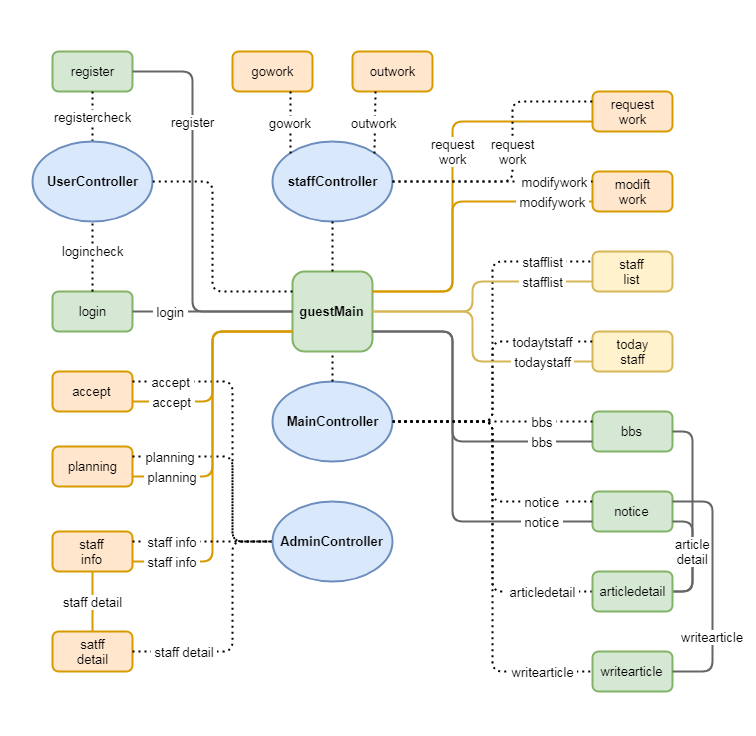 register
gowork
outwork
request
work
registercheck
register
gowork
outwork
request
work
request
work
UserController
staffController
modifywork
modifywork
modift
work
logincheck
stafflist
stafflist
staff
list
login
login
guestMain
todaytstaff
todaystaff
today
staff
accept
accept
accept
MainController
bbs
bbs
bbs
planning
planning
planning
notice
notice
notice
staff
info
staff info
staff info
AdminController
article
detail
staff detail
articledetail
articledetail
satff
detail
staff detail
writearticle
writearticle
writearticle